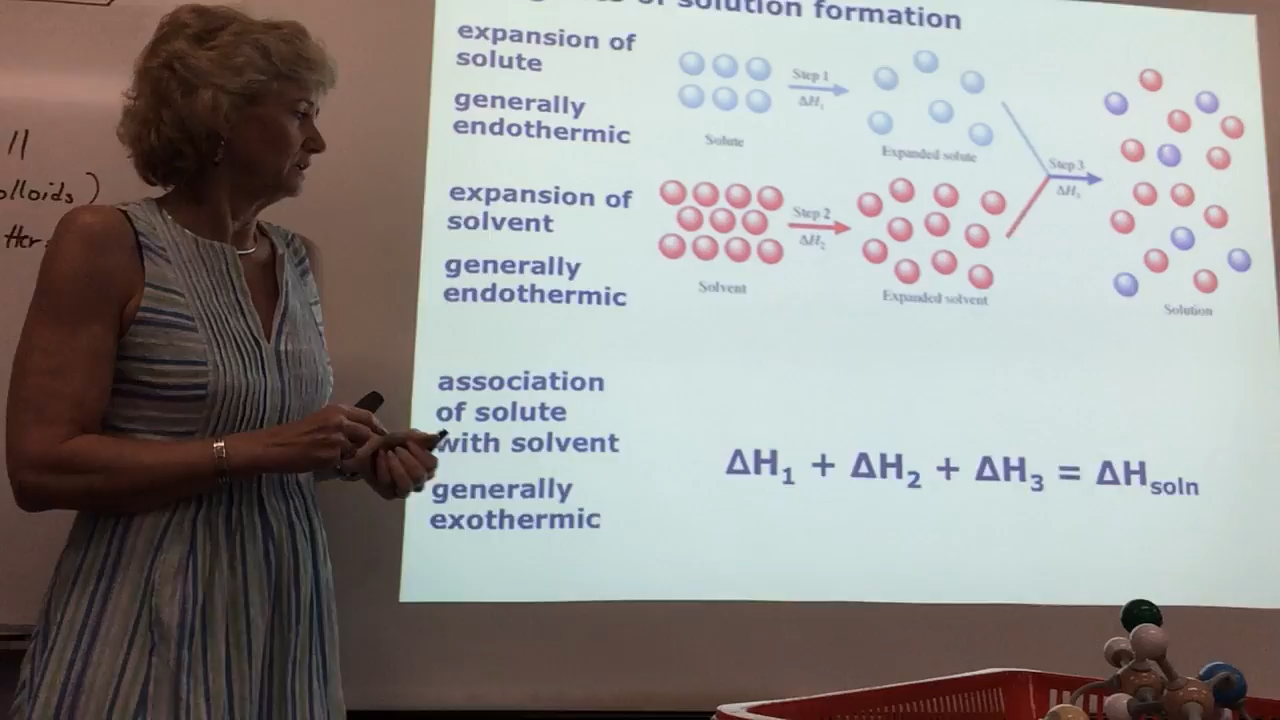 of solution formation
expansion of
solute
generally
endothermic
Solute
Step 1
ΔH₁
Expanded solute
expansion of
solvent
generally
endothermic
Solvent
Step 2
ΔH₂
Expanded solvent
Step 3
ΔH₃
Solution
association
of solute
with solvent
generally
exothermic
ΔH₁ + ΔH₂ + ΔH₃ = ΔHsoln
olloids)